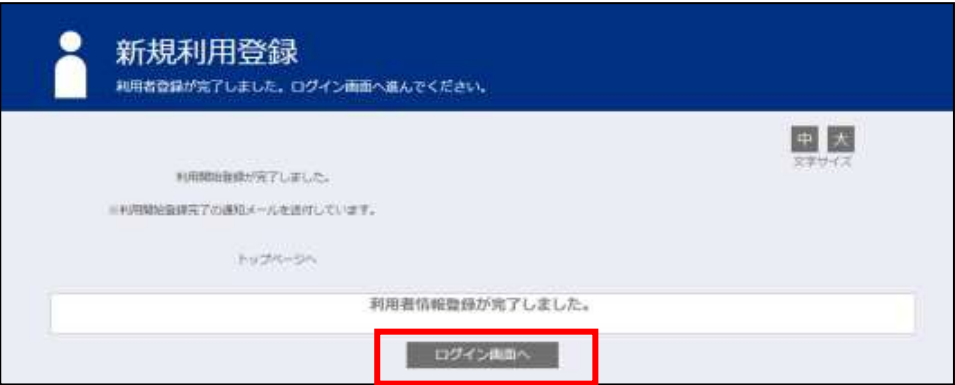 新規利用登録
利用者登録が完了しました。ログイン画面へ進んでください。
中 大
文字サイズ
利用開始登録が完了しました。
※利用開始登録完了の通知メールを送付しています。
トップページへ
利用者情報登録が完了しました。
ログイン画面へ